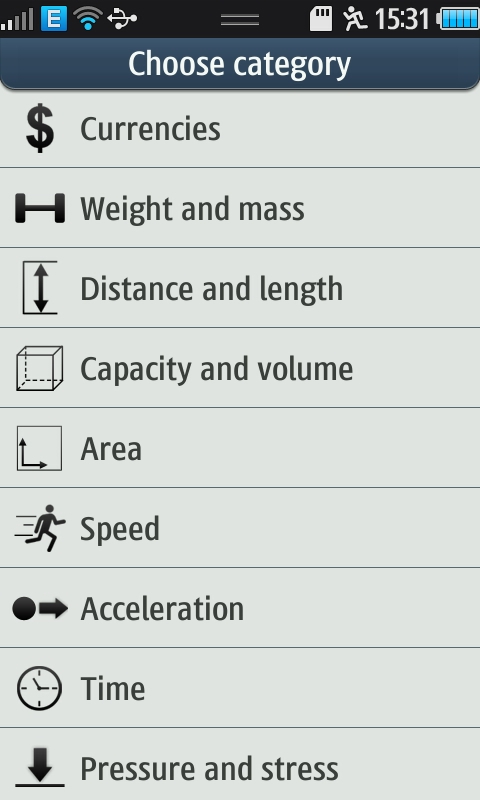 E 15:31
Choose category
$ Currencies
Weight and mass
Distance and length
Capacity and volume
Area
Speed
Acceleration
Time
Pressure and stress